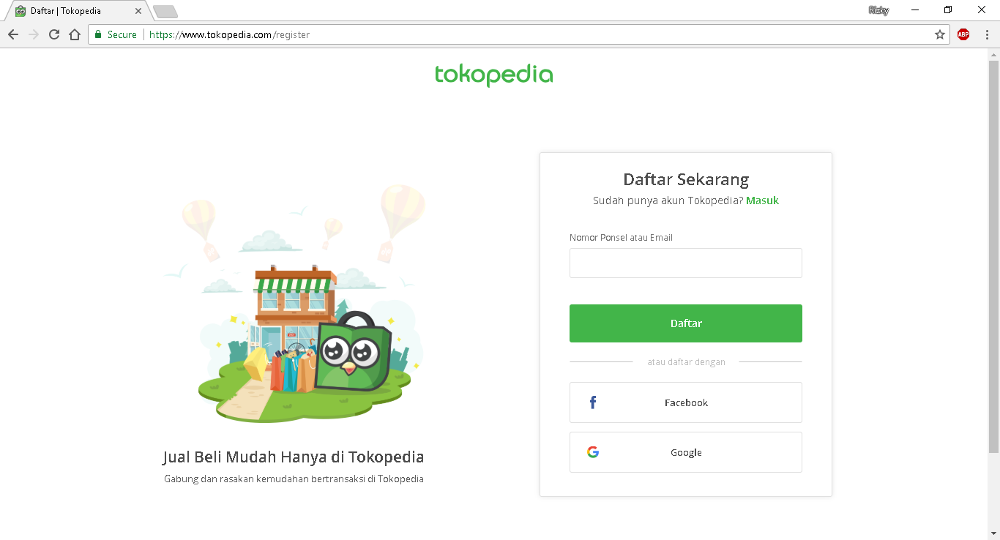 Daftar | Tokopedia
Rizky
Secure
https://www.tokopedia.com/register
ABP
tokopedia
Daftar Sekarang
Sudah punya akun Tokopedia? Masuk
Nomor Ponsel atau Email
Daftar
atau daftar dengan
Facebook
Google
Jual Beli Mudah Hanya di Tokopedia
Gabung dan rasakan kemudahan bertransaksi di Tokopedia